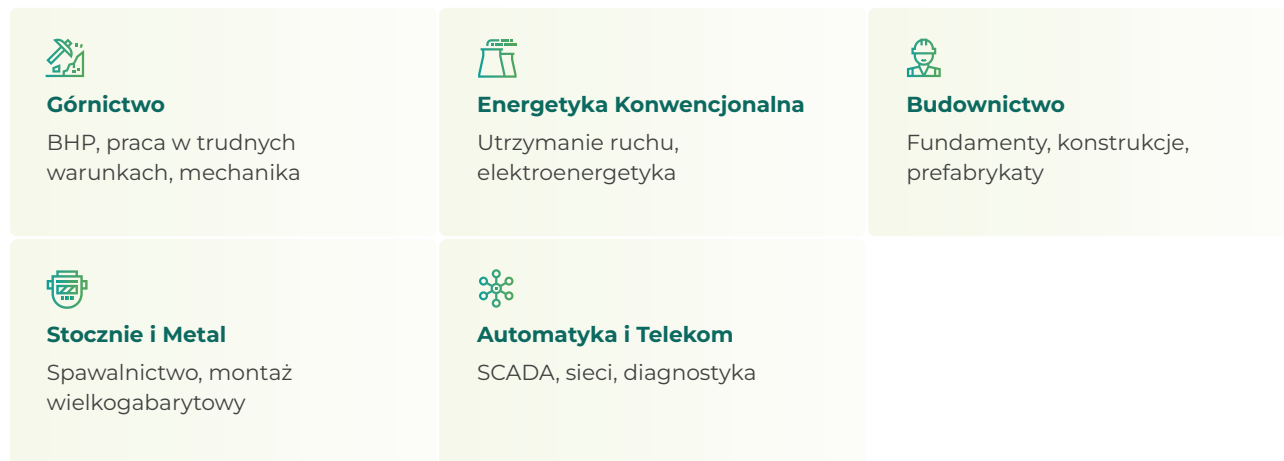 Górnictwo
BHP, praca w trudnych
warunkach, mechanika
Energetyka Konwencjonalna
Utrzymanie ruchu,
elektroenergetyka
Budownictwo
Fundamenty, konstrukcje,
prefabrykaty
Stocznie i Metal
Spawalnictwo, montaż
wielkogabarytowy
Automatyka i Telekom
SCADA, sieci, diagnostyka